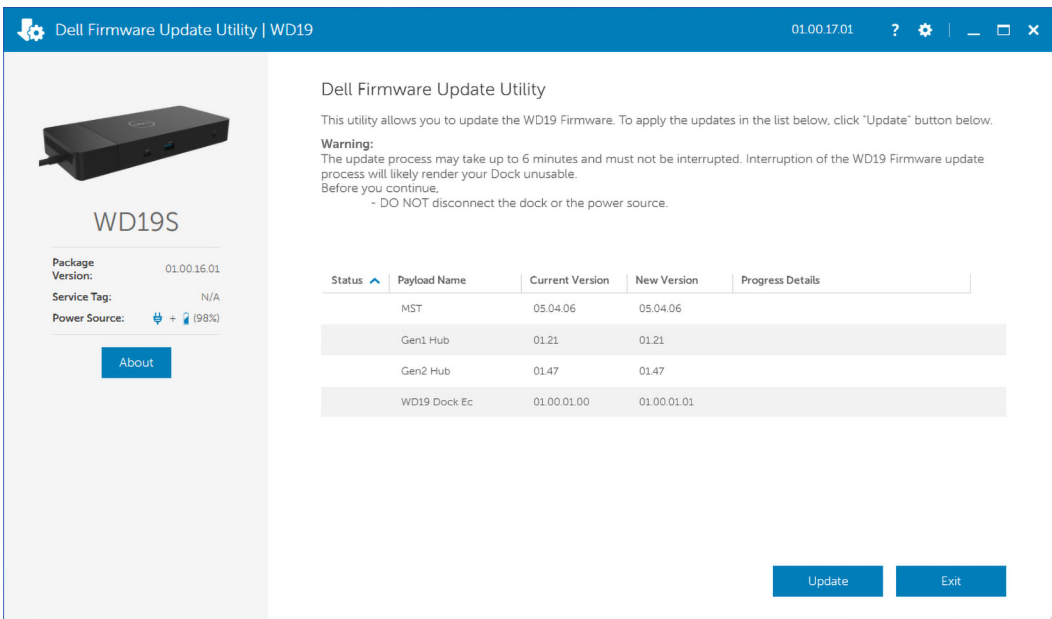 Dell Firmware Update Utility | WD19
01.00.17.01
?
Dell Firmware Update Utility
This utility allows you to update the WD19 Firmware. To apply the updates in the list below, click "Update" button below.
Warning:
The update process may take up to 6 minutes and must not be interrupted. Interruption of the WD19 Firmware update
process will likely render your Dock unusable.
Before you continue,
- DO NOT disconnect the dock or the power source.
DELL
WD19S
Package
Version: 01.00.16.01
Service Tag: N/A
Power Source: + (98%)
About
Status Payload Name Current Version New Version Progress Details
MST 05.04.06 05.04.06
Gen1 Hub 01.21 01.21
Gen2 Hub 01.47 01.47
WD19 Dock Ec 01.00.01.00 01.00.01.01
Update Exit